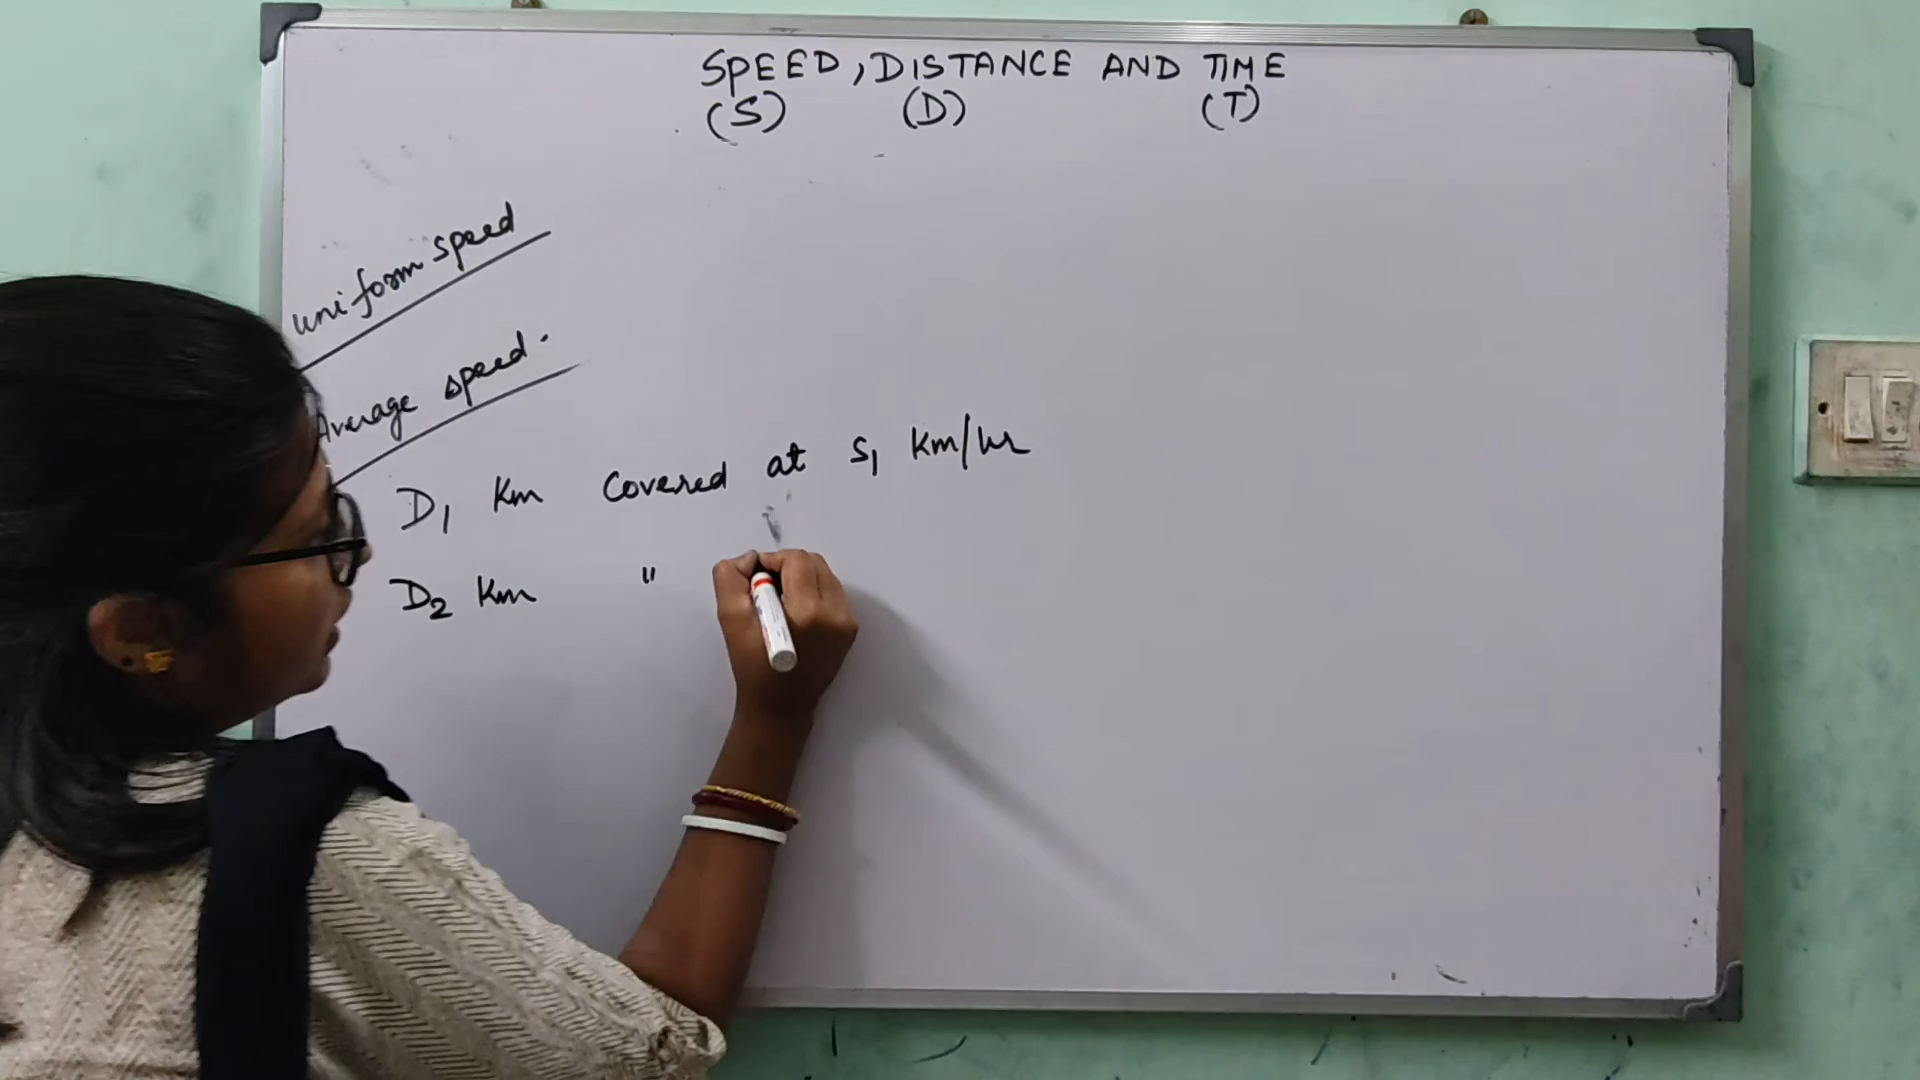 SPEED, DISTANCE AND TIME
(S) (D) (T)
uniform speed
Average speed.
D₁ Km Covered at S₁ Km/hr
D₂ Km "